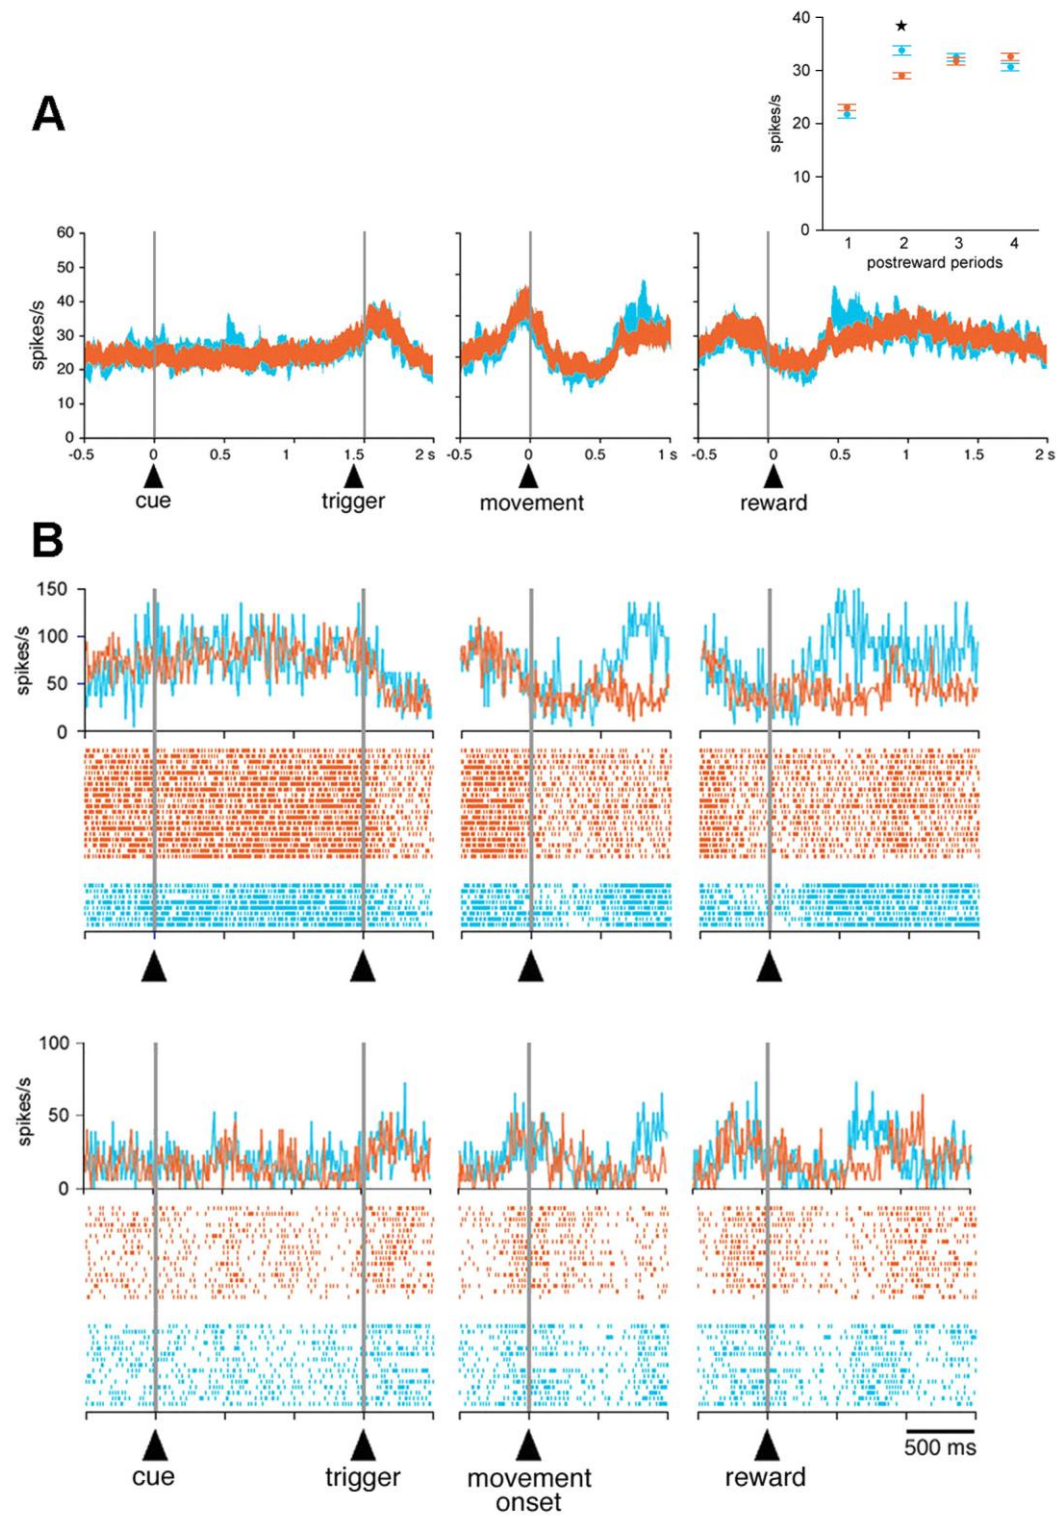 40
★
30
spikes/s
20
10
0
1 2 3 4
postreward periods
A
60
50
40
30
20
10
0
spikes/s
-0.5 0 0.5 1 1.5 2 s
-0.5 0 0.5 1 s
-0.5 0 0.5 1 1.5 2 s
cue trigger movement reward
B
150
100
50
0
spikes/s
100
50
0
spikes/s
500 ms
cue trigger movement reward
onset